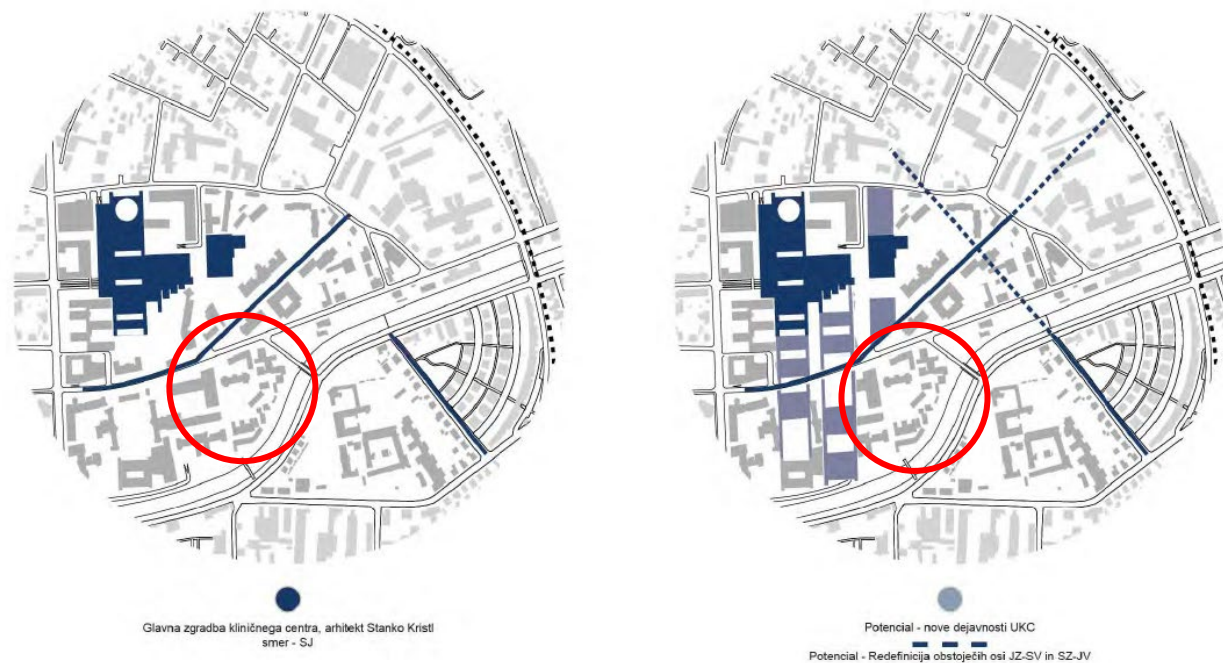 Glavna zgradba kliničnega centra, arhitekt Stanko Kristl
smer - SJ
Potencial - nove dejavnosti UKC
Potencial - Redefinicija obstoječih osi JZ-SV in SZ-JV